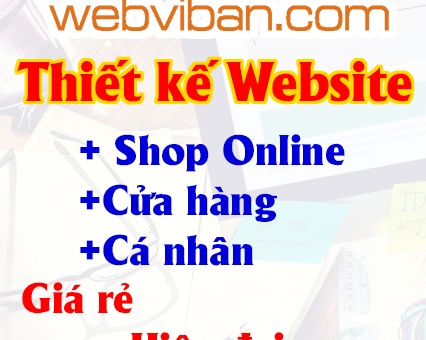 webviban.com
Thiết kế Website
+ Shop Online
+Cửa hàng
+Cá nhân
Giá rẻ